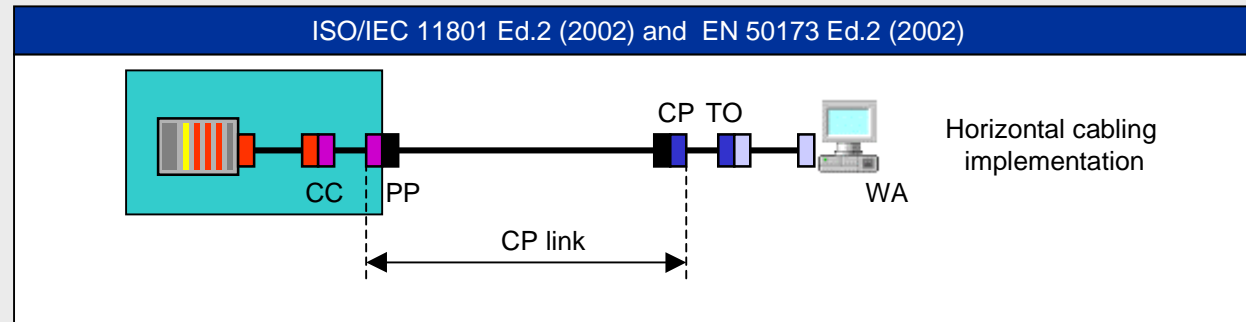 ISO/IEC 11801 Ed.2 (2002) and EN 50173 Ed.2 (2002)
CP TO
Horizontal cabling
implementation
CC PP WA
CP link